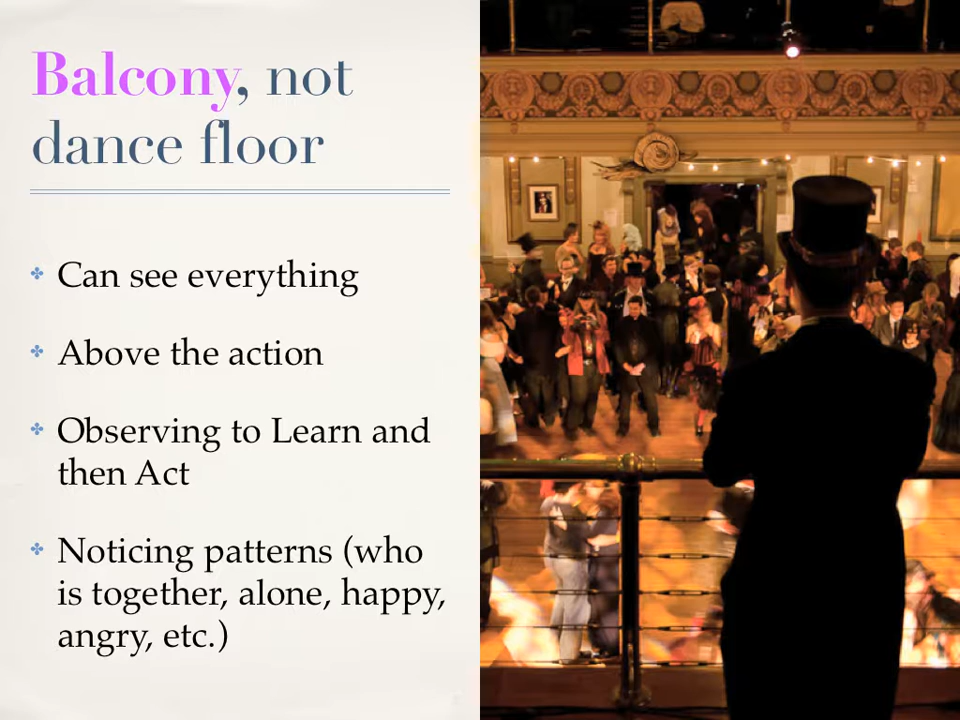 Balcony, not
dance floor
Can see everything
Above the action
Observing to Learn and
then Act
Noticing patterns (who
is together, alone, happy,
angry, etc.)